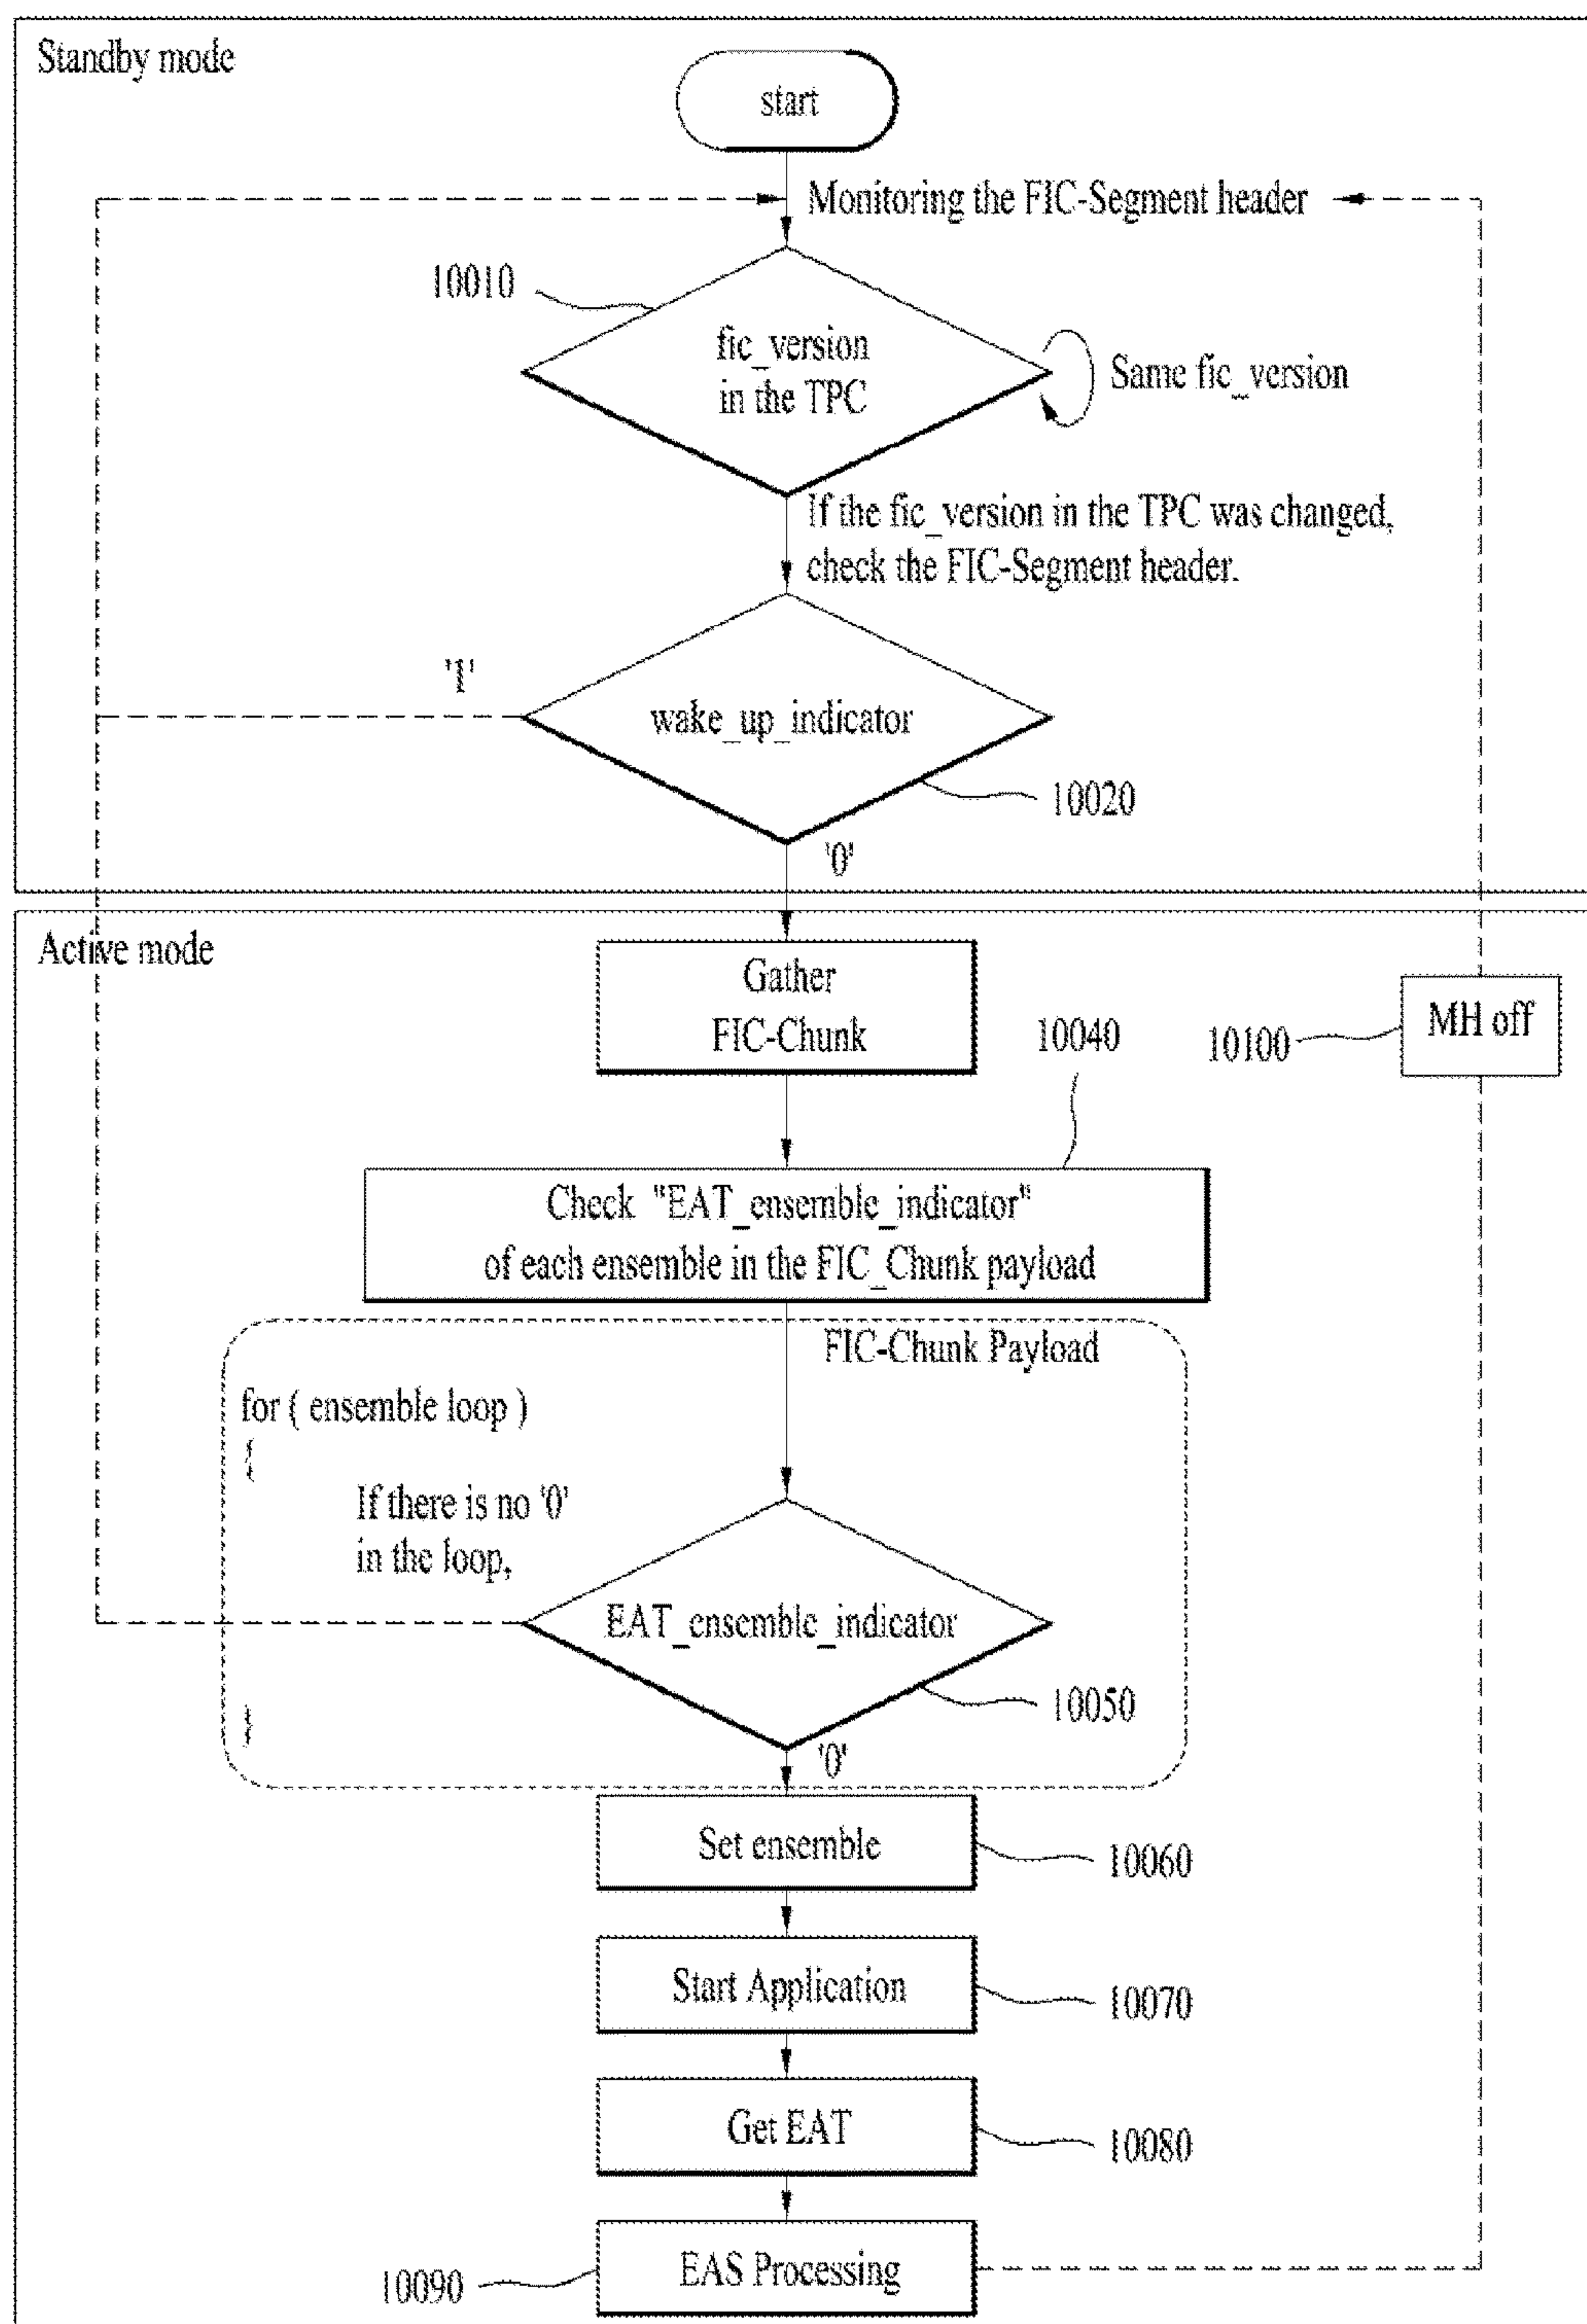 Standby mode
start
Monitoring the FIC-Segment header
10010
fic_version
in the TPC
Same fic_version
If the fic_version in the TPC was changed,
check the FIC-Segment header.
'1'
wake_up_indicator
10020
'0'
Active mode
Gather
FIC-Chunk
10040
10100
MH off
Check "EAT_ensemble_indicator"
of each ensemble in the FIC_Chunk payload
FIC-Chunk Payload
for ( ensemble loop )
{
If there is no '0'
in the loop,
EAT_ensemble_indicator
10050
}
'0'
Set ensemble
10060
Start Application
10070
Get EAT
10080
EAS Processing
10090